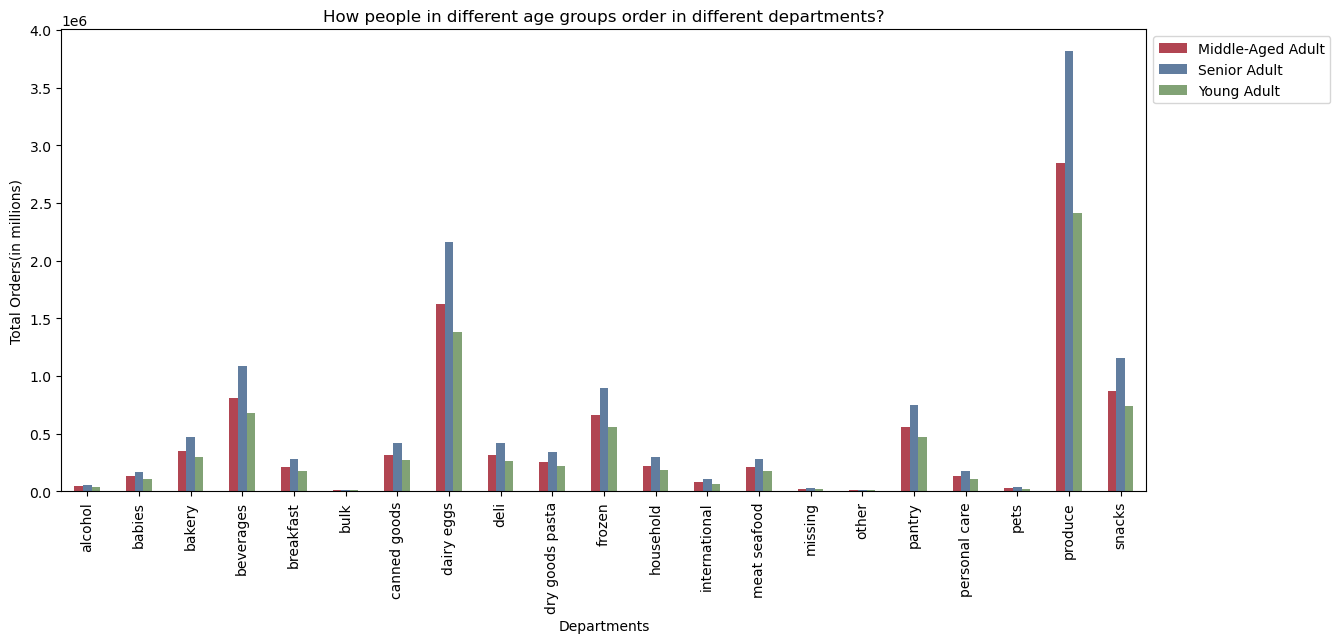 How people in different age groups order in different departments?
1e6
4.0
3.5
3.0
2.5
2.0
1.5
1.0
0.5
0.0
Total Orders(in millions)
Middle-Aged Adult
Senior Adult
Young Adult
alcohol
babies
bakery
beverages
breakfast
bulk
canned goods
dairy eggs
deli
dry goods pasta
frozen
household
international
meat seafood
missing
other
pantry
personal care
pets
produce
snacks
Departments